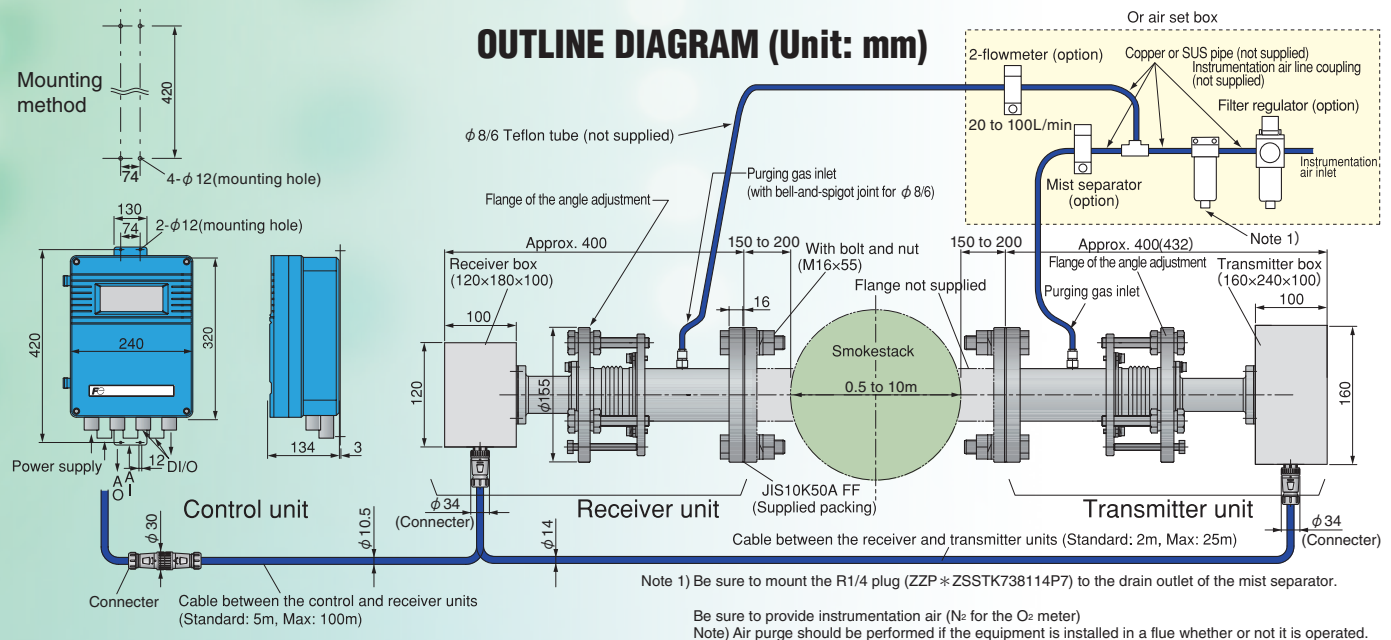 OUTLINE DIAGRAM (Unit: mm)
Mounting
method
420
74
4-φ12(mounting hole)
130
74
2-φ12(mounting hole)
420
240
320
Fe
134
3
12
Power supply
A
O
A
I
DI/O
Control unit
φ30
φ10.5
Connecter
Cable between the control and receiver units
(Standard: 5m, Max: 100m)
φ8/6 Teflon tube (not supplied)
Flange of the angle adjustment
Purging gas inlet
(with bell-and-spigot joint for φ8/6)
Approx. 400
150 to 200
With bolt and nut
(M16×55)
Receiver box
(120×180×100)
100
120
φ155
16
Flange not supplied
Smokestack
0.5 to 10m
JIS10K50A FF
(Supplied packing)
φ34
(Connecter)
Receiver unit
φ14
Cable between the receiver and transmitter units (Standard: 2m, Max: 25m)
Or air set box
2-flowmeter (option)
Copper or SUS pipe (not supplied)
Instrumentation air line coupling
(not supplied)
Filter regulator (option)
20 to 100L/min
Mist separator
(option)
Instrumentation
air inlet
Note 1)
150 to 200
Approx. 400(432)
Flange of the angle adjustment
Purging gas inlet
Transmitter box
(160×240×100)
100
160
Transmitter unit
φ34
(Connecter)
Note 1) Be sure to mount the R1/4 plug (ZZP＊ZSSTK738114P7) to the drain outlet of the mist separator.
Be sure to provide instrumentation air (N₂ for the O₂ meter)
Note) Air purge should be performed if the equipment is installed in a flue whether or not it is operated.